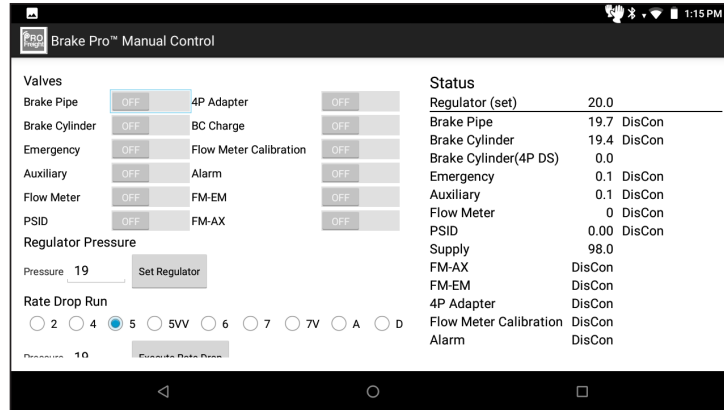 1:15 PM
PRO
Freight
Brake Pro™ Manual Control
Valves
Brake Pipe OFF 4P Adapter OFF
Brake Cylinder OFF BC Charge OFF
Emergency OFF Flow Meter Calibration OFF
Auxiliary OFF Alarm OFF
Flow Meter OFF FM-EM OFF
PSID OFF FM-AX OFF
Regulator Pressure
Pressure 19 Set Regulator
Rate Drop Run
2 4 5 5VV 6 7 7V A D
Pressure 19 Execute Rate Drop
Status
Regulator (set) 20.0
Brake Pipe 19.7 DisCon
Brake Cylinder 19.4 DisCon
Brake Cylinder(4P DS) 0.0
Emergency 0.1 DisCon
Auxiliary 0.1 DisCon
Flow Meter 0 DisCon
PSID 0.00 DisCon
Supply 98.0
FM-AX DisCon
FM-EM DisCon
4P Adapter DisCon
Flow Meter Calibration DisCon
Alarm DisCon